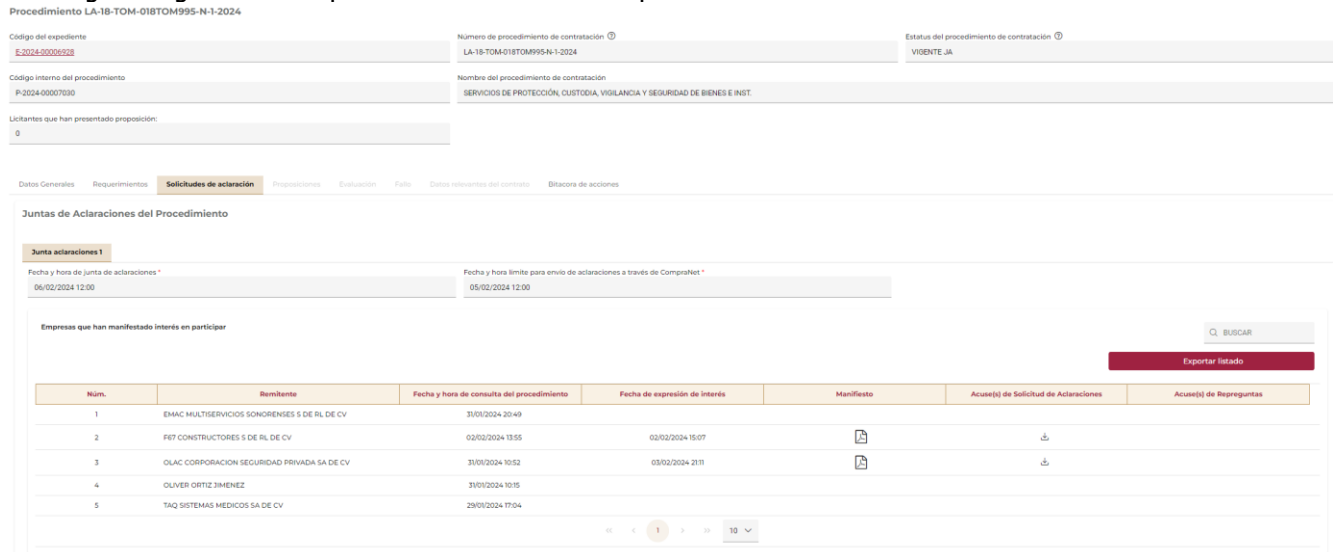 Procedimiento LA-18-TOM-018TOM995-N-1-2024
Código del expediente
Número de procedimiento de contratación
Estatus del procedimiento de contratación
E-2024-00006928
LA-18-TOM-018TOM995-N-1-2024
VIGENTE JA
Código interno del procedimiento
Nombre del procedimiento de contratación
P-2024-00007030
SERVICIOS DE PROTECCIÓN, CUSTODIA, VIGILANCIA Y SEGURIDAD DE BIENES E INST.
Licitantes que han presentado proposición:
0
Datos Generales Requerimientos Solicitudes de aclaración Proposiciones Evaluación Fallo Datos relevantes del contrato Bitacora de acciones
Juntas de Aclaraciones del Procedimiento
Junta aclaraciones 1
Fecha y hora de junta de aclaraciones *
Fecha y hora límite para envío de aclaraciones a través de CompraNet *
06/02/2024 12:00
05/02/2024 12:00
Empresas que han manifestado interés en participar
BUSCAR
Exportar listado
Núm. Remitente Fecha y hora de consulta del procedimiento Fecha de expresión de interés Manifiesto Acuse(s) de Solicitud de Aclaraciones Acuse(s) de Repreguntas
1 EMAC MULTISERVICIOS SONORENSES S DE RL DE CV 31/01/2024 20:49
2 F67 CONSTRUCTORES S DE RL DE CV 02/02/2024 13:55 02/02/2024 15:07
3 OLAC CORPORACION SEGURIDAD PRIVADA SA DE CV 31/01/2024 10:52 03/02/2024 21:11
4 OLIVER ORTIZ JIMENEZ 31/01/2024 10:15
5 TAQ SISTEMAS MEDICOS SA DE CV 29/01/2024 17:04
« < 1 > » 10